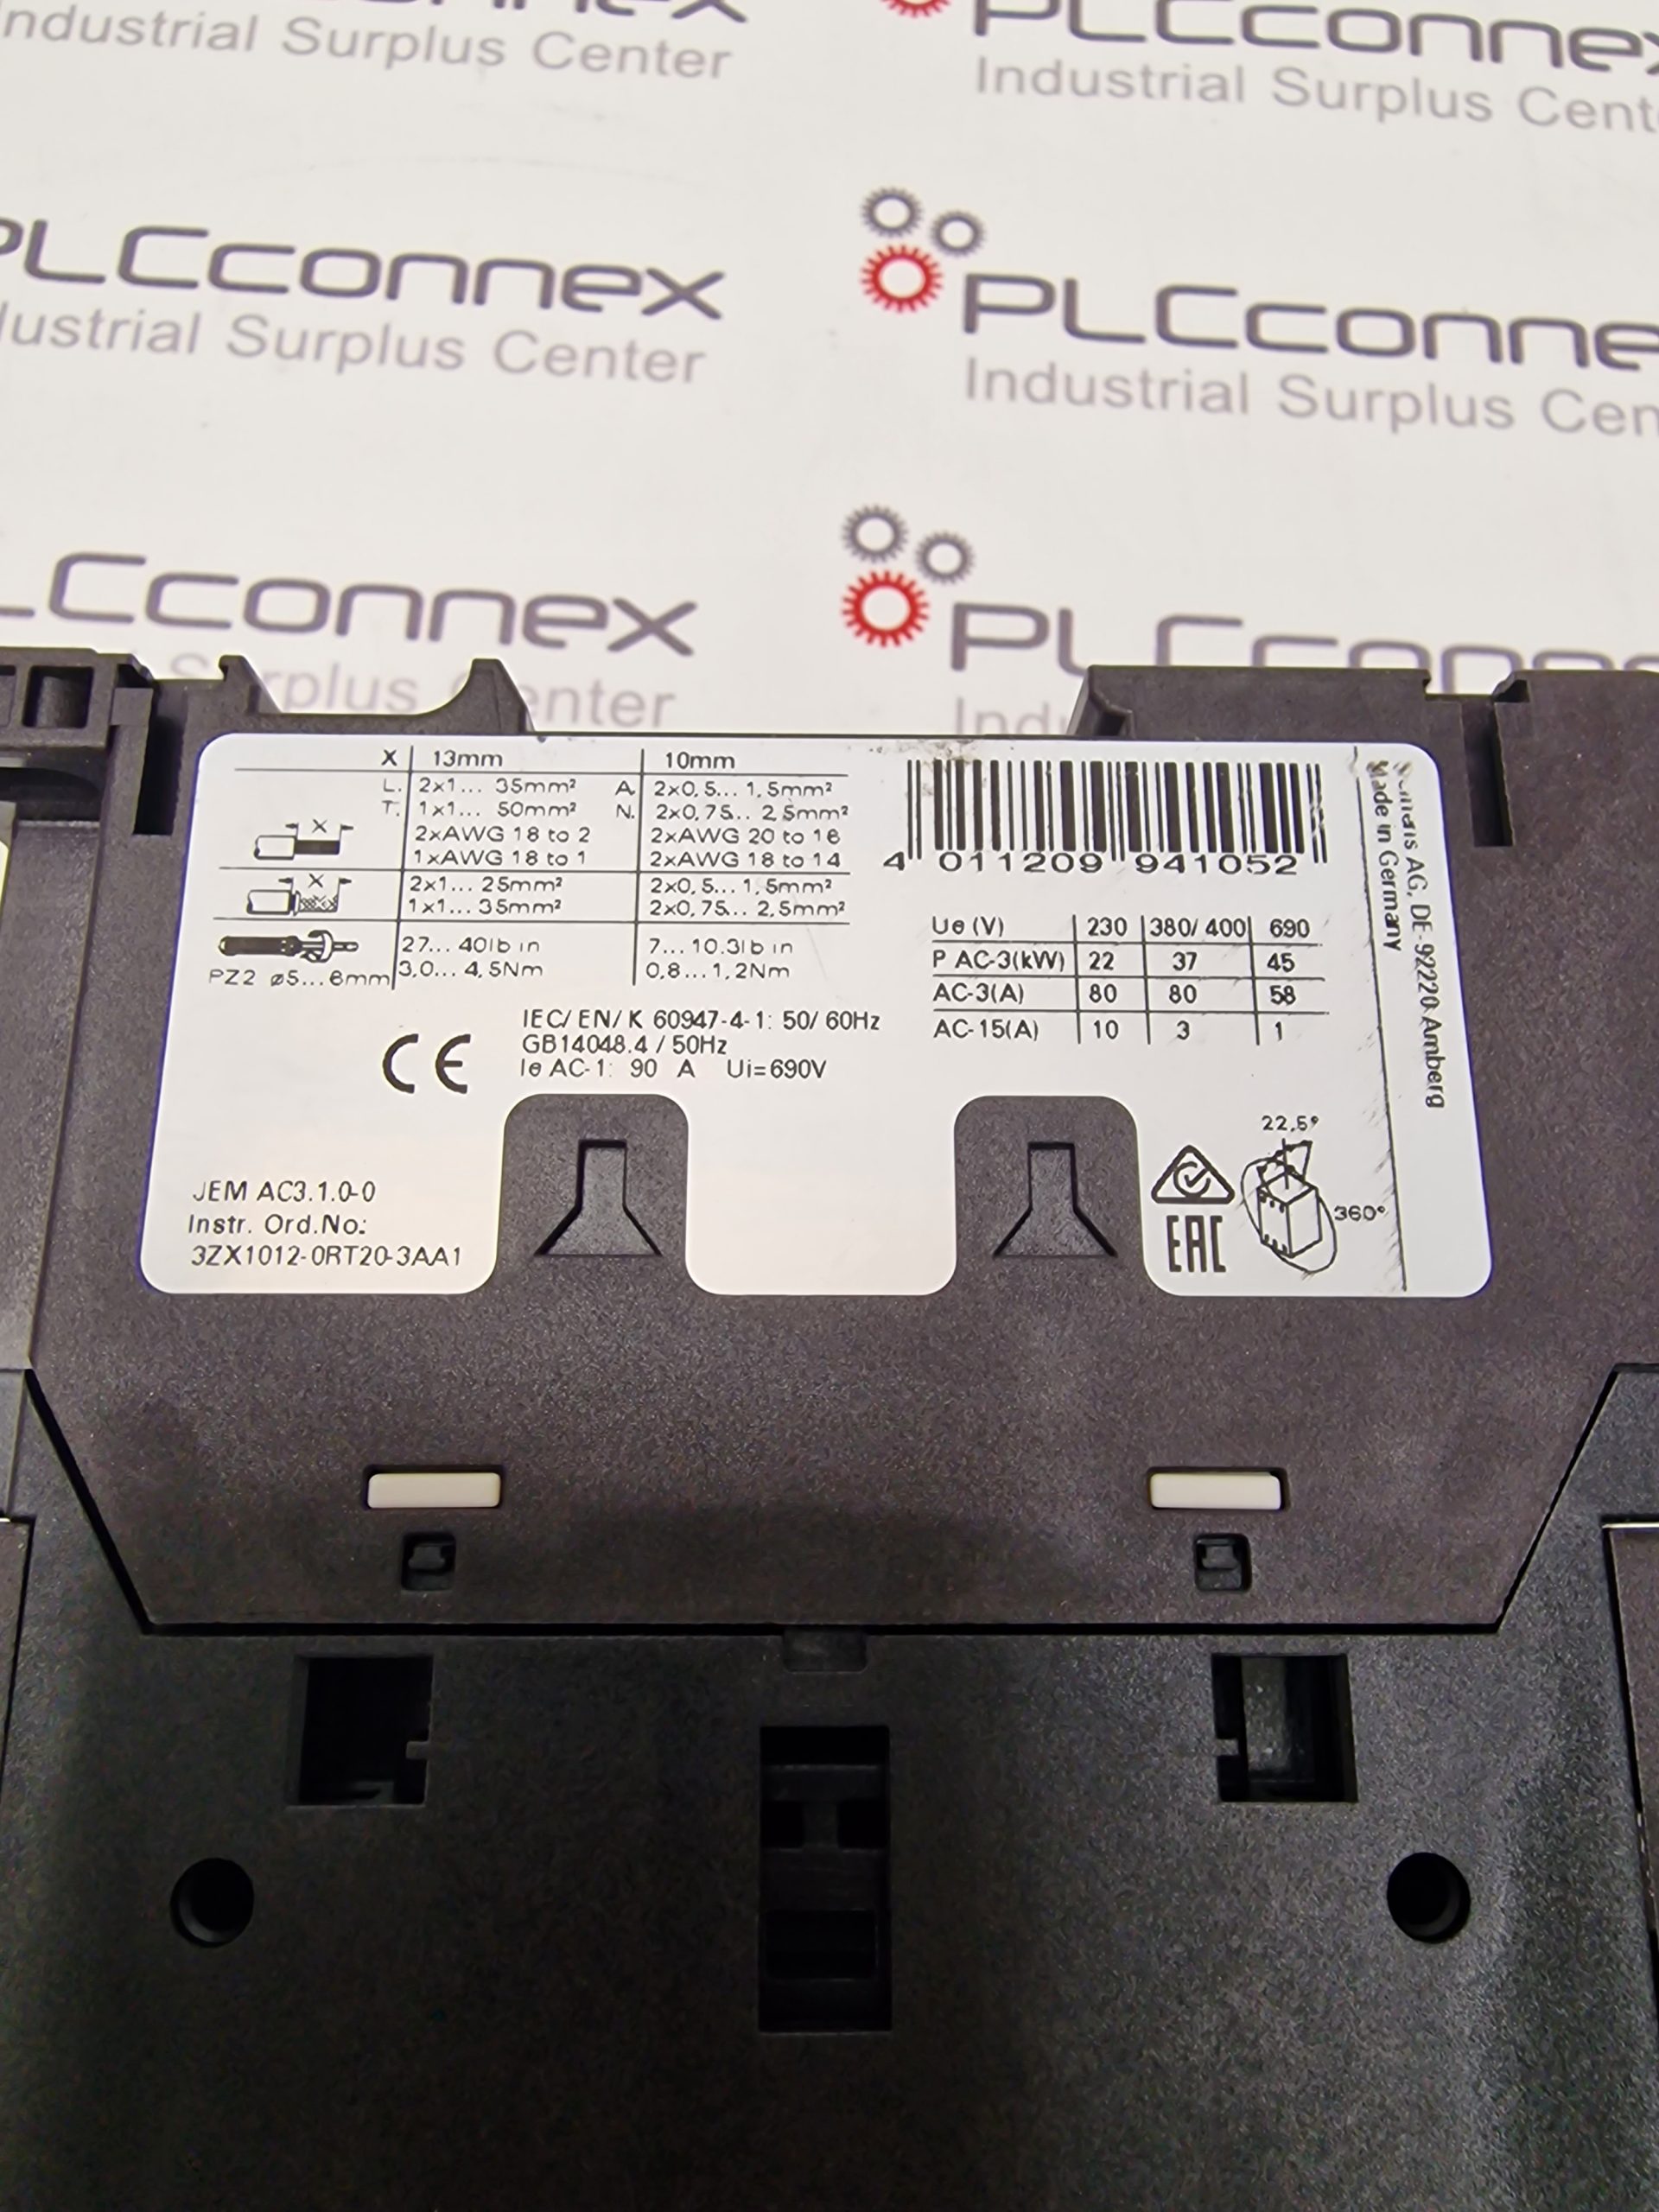 Industrial Surplus Center
PLCconnex
Industrial Surplus Center
PLCconnex
Surplus Center
PLCconnex
Industrial Surplus
PLCconnex
X 13mm 10mm
L. 2x1... 35mm² A. 2x0,5... 1,5mm²
T. 1x1... 50mm² N. 2x0,75... 2,5mm²
2xAWG 18 to 2 2xAWG 20 to 16
1xAWG 18 to 1 2xAWG 18 to 14
X
2x1... 25mm² 2x0,5... 1,5mm²
X
1x1... 35mm² 2x0,75... 2,5mm²
27... 40lb in 7... 10.3lb in
PZ2 ø5...6mm 3,0... 4,5Nm 0,8...1,2Nm
IEC/ EN/ K 60947-4-1: 50/ 60Hz
GB14048.4 / 50Hz
CE Ie AC-1: 90 A Ui=690V
4 011209 941052
Ue (V) 230 380/ 400 690
P AC-3(kW) 22 37 45
AC-3(A) 80 80 58
AC-15(A) 10 3 1
AG, DE-92220 Amberg
Made in Germany
JEM AC3.1.0-0
Instr. Ord.No.:
3ZX1012-0RT20-3AA1
22,5°
360°
EAC